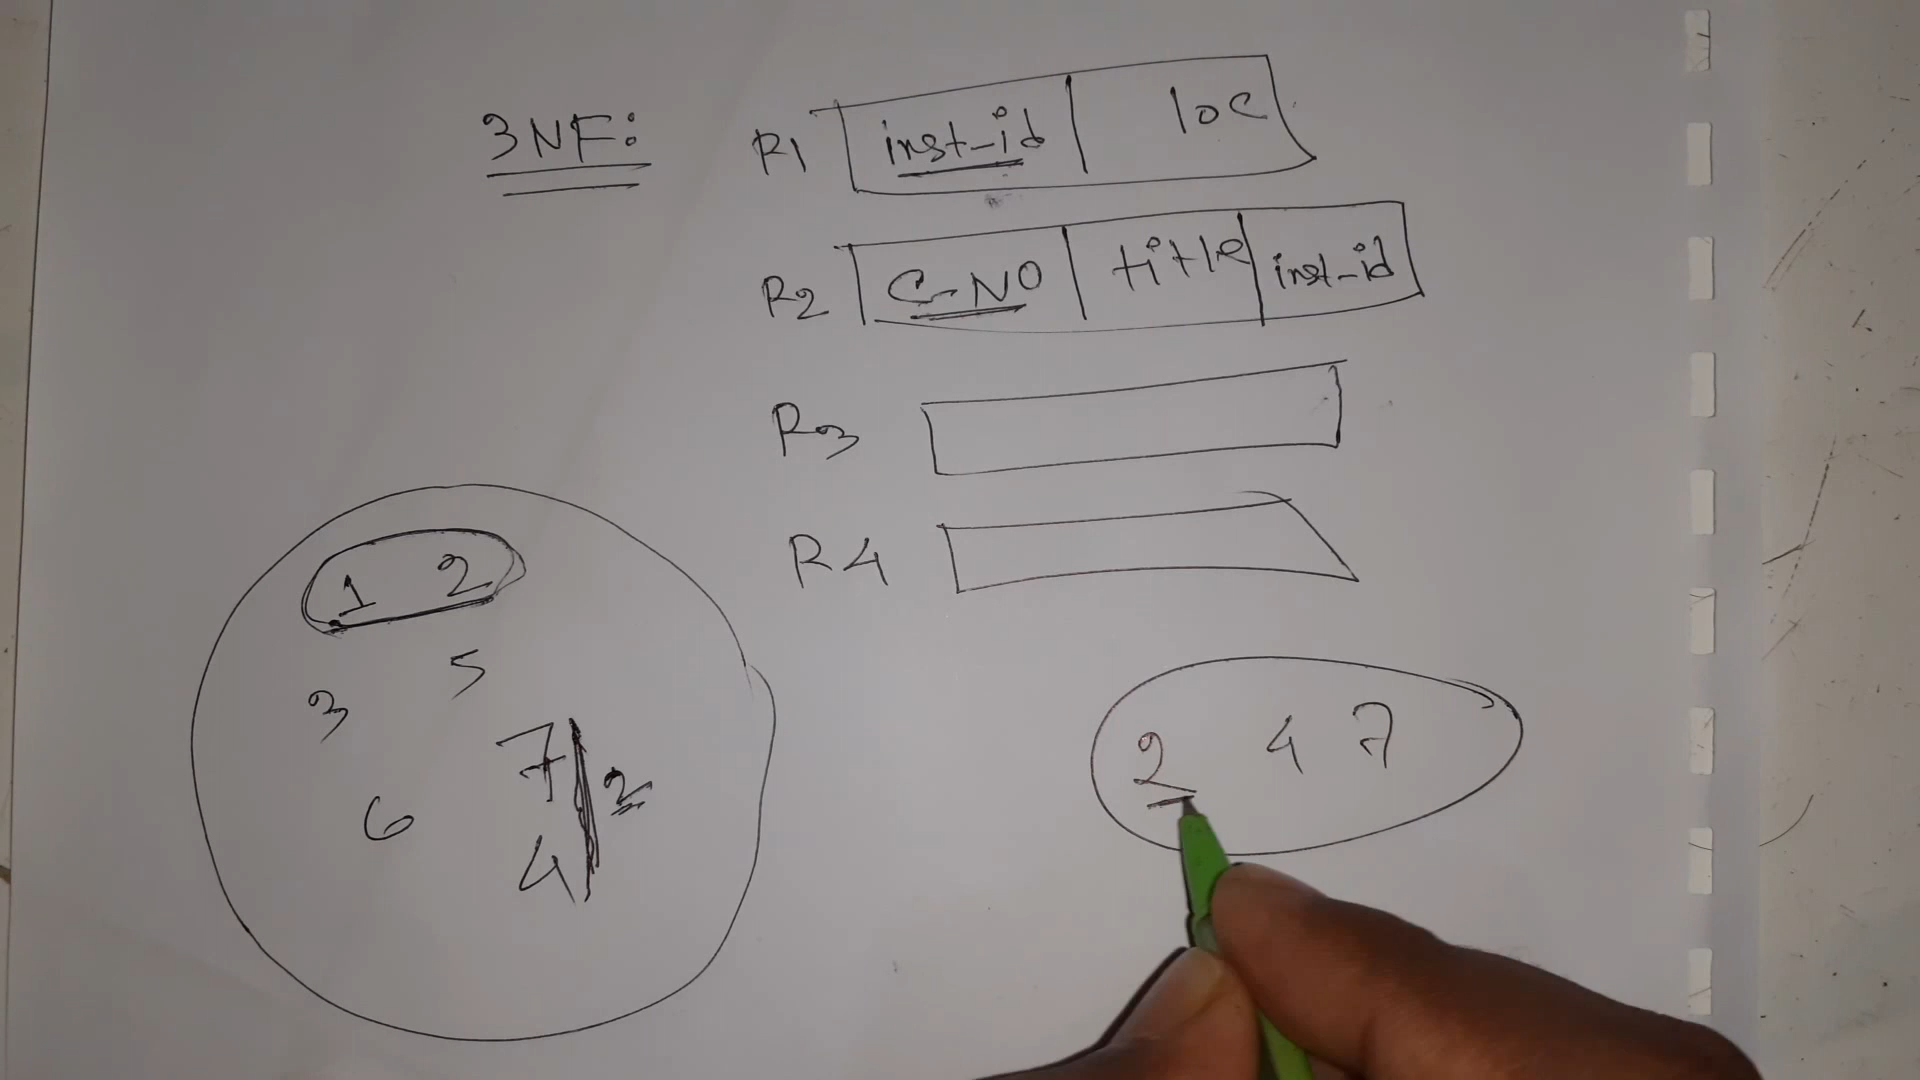 3NF: R1 inst-id loc
R2 C-NO title inst-id
R3
R4
1 2
5
3
7 2
6
4
2 4 7